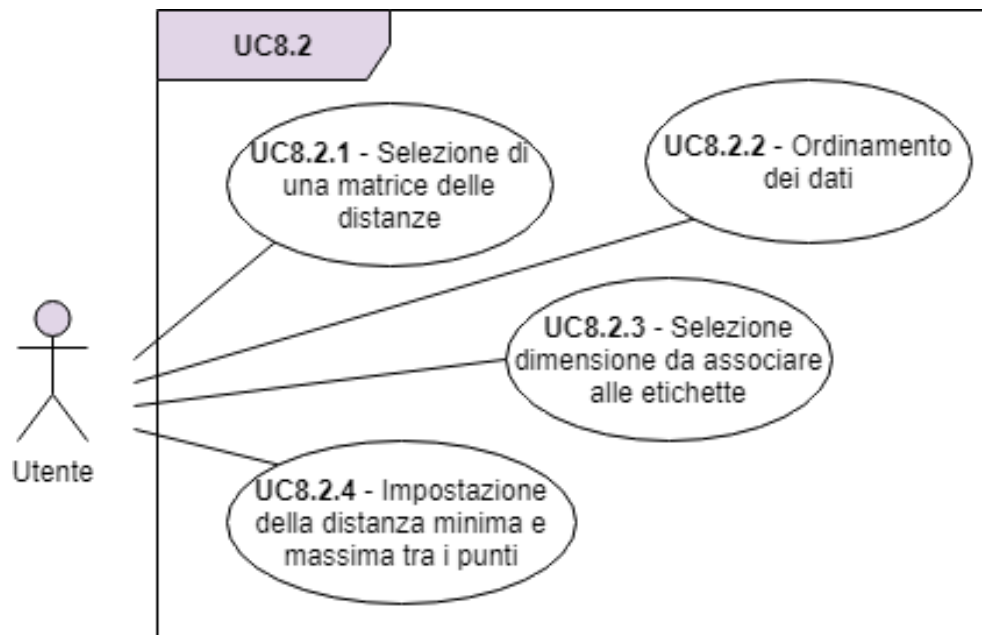 UC8.2
UC8.2.1 - Selezione di
una matrice delle
distanze
UC8.2.2 - Ordinamento
dei dati
UC8.2.3 - Selezione
dimensione da associare
alle etichette
Utente
UC8.2.4 - Impostazione
della distanza minima e
massima tra i punti